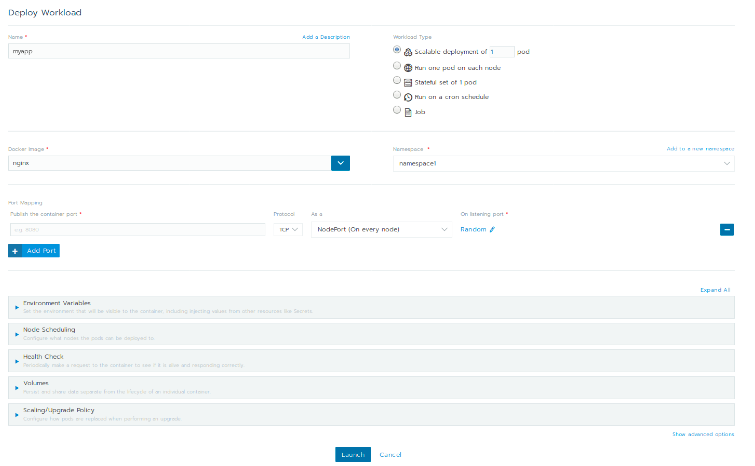 Deploy Workload
Name * Add a Description Workload Type
myapp
Scalable deployment of 1 pod
Run one pod on each node
Stateful set of 1 pod
Run on a cron schedule
Job
Docker Image * Namespace * Add to a new namespace
nginx namespace1
Port Mapping
Publish the container port * Protocol As a On listening port *
e.g. 8080 TCP NodePort (On every node) Random
Add Port
Expand All
Environment Variables
Set the environment that will be visible to the container, including injecting values from other resources like Secrets.
Node Scheduling
Configure what nodes the pods can be deployed to.
Health Check
Periodically make a request to the container to see if it is alive and responding correctly.
Volumes
Persist and share data separate from the lifecycle of an individual container.
Scaling/Upgrade Policy
Configure how pods are replaced when performing an upgrade.
Show advanced options
Launch Cancel